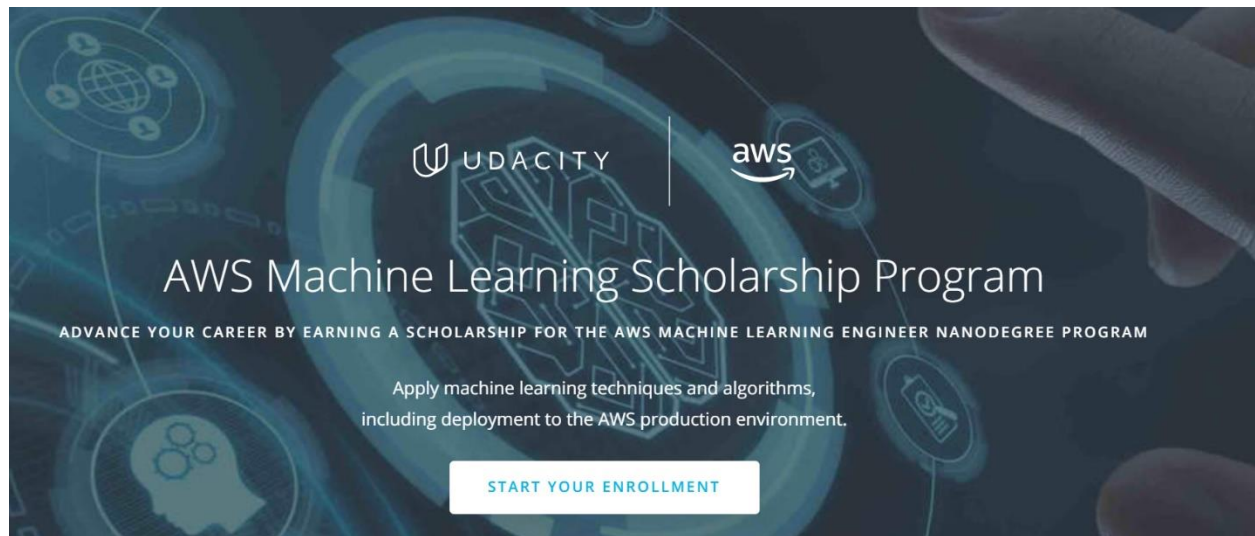 UDACITY
aws
AWS Machine Learning Scholarship Program
ADVANCE YOUR CAREER BY EARNING A SCHOLARSHIP FOR THE AWS MACHINE LEARNING ENGINEER NANODEGREE PROGRAM
Apply machine learning techniques and algorithms,
including deployment to the AWS production environment.
START YOUR ENROLLMENT